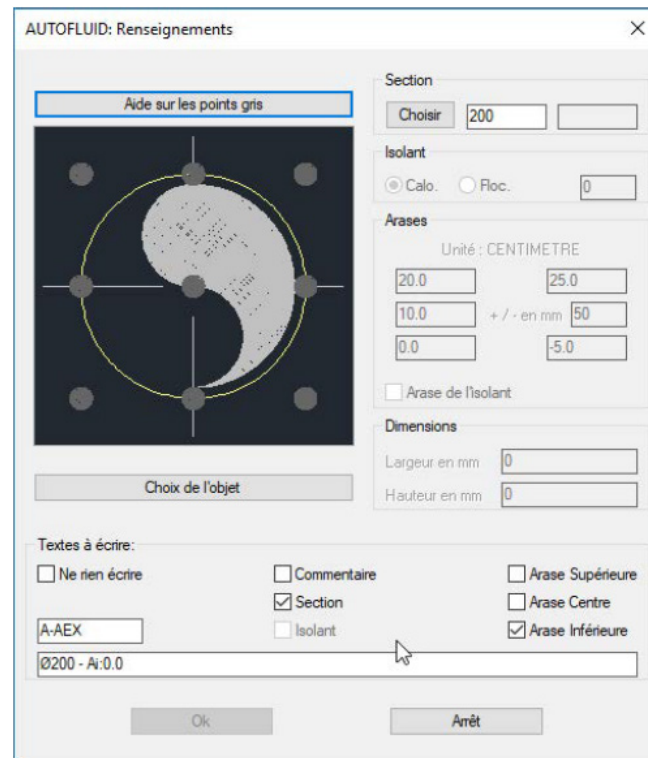 AUTOFLUID: Renseignements
Aide sur les points gris
Section
Choisir 200
Isolant
Calo. Floc. 0
Arases
Unité : CENTIMETRE
20.0 25.0
10.0 + / - en mm 50
0.0 -5.0
Arase de l'isolant
Dimensions
Largeur en mm 0
Hauteur en mm 0
Choix de l'objet
Textes à écrire:
Ne rien écrire Commentaire Arase Supérieure
Section Arase Centre
A-AEX Isolant Arase Inférieure
Ø200 - Ai:0.0
Ok Arrêt